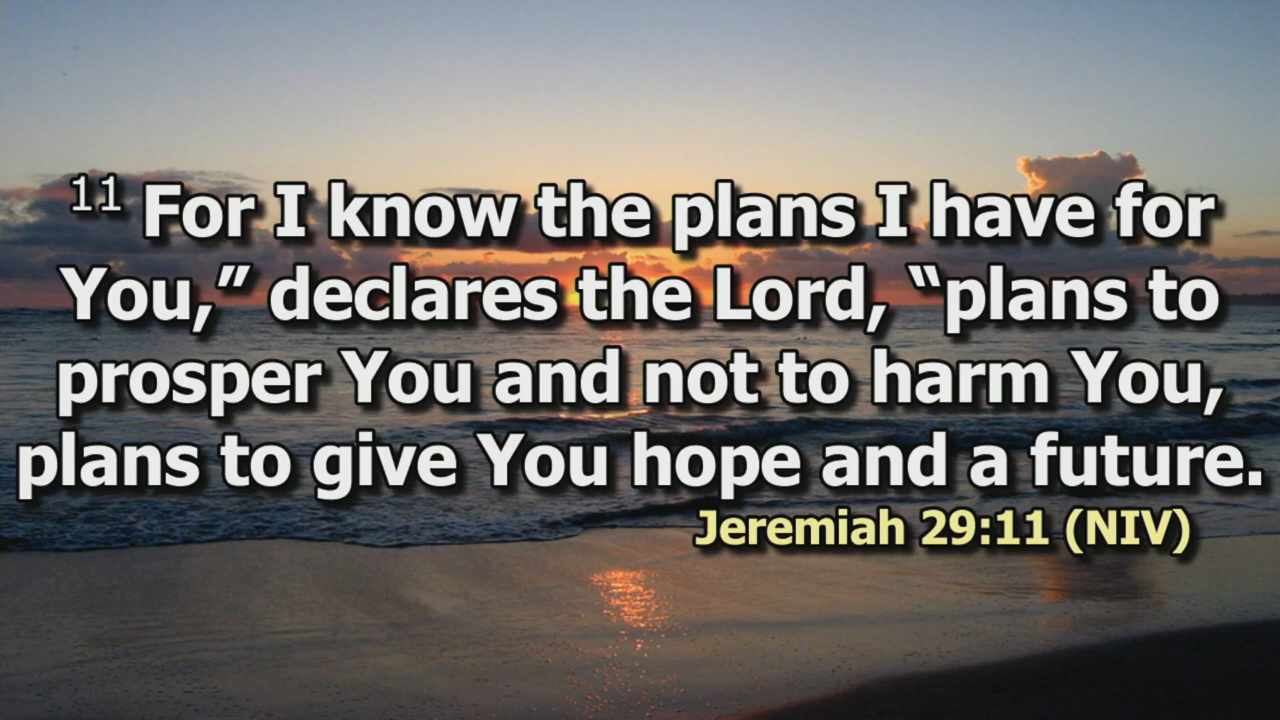 11 For I know the plans I have for
You,” declares the Lord, “plans to
prosper You and not to harm You,
plans to give You hope and a future.
Jeremiah 29:11 (NIV)